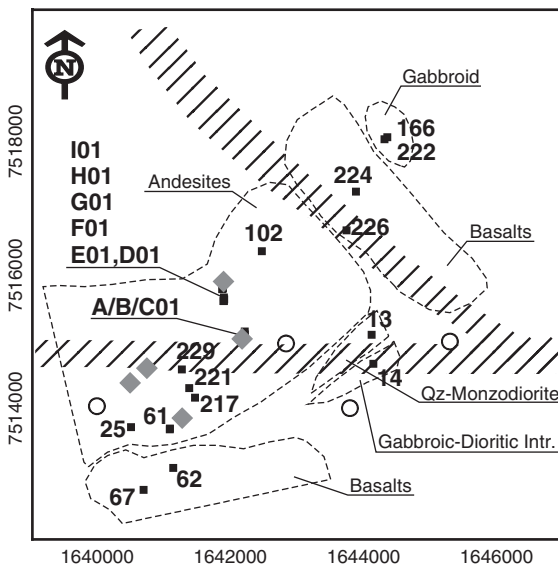 N
Gabbroid
166
222
7518000
I01
H01
G01
F01
E01,D01
Andesites
224
226
102
Basalts
7516000
A/B/C01
13
229
14
221
Qz-Monzodiorite
217
7514000
25
61
Gabbroic-Dioritic Intr.
62
67
Basalts
1640000
1642000
1644000
1646000